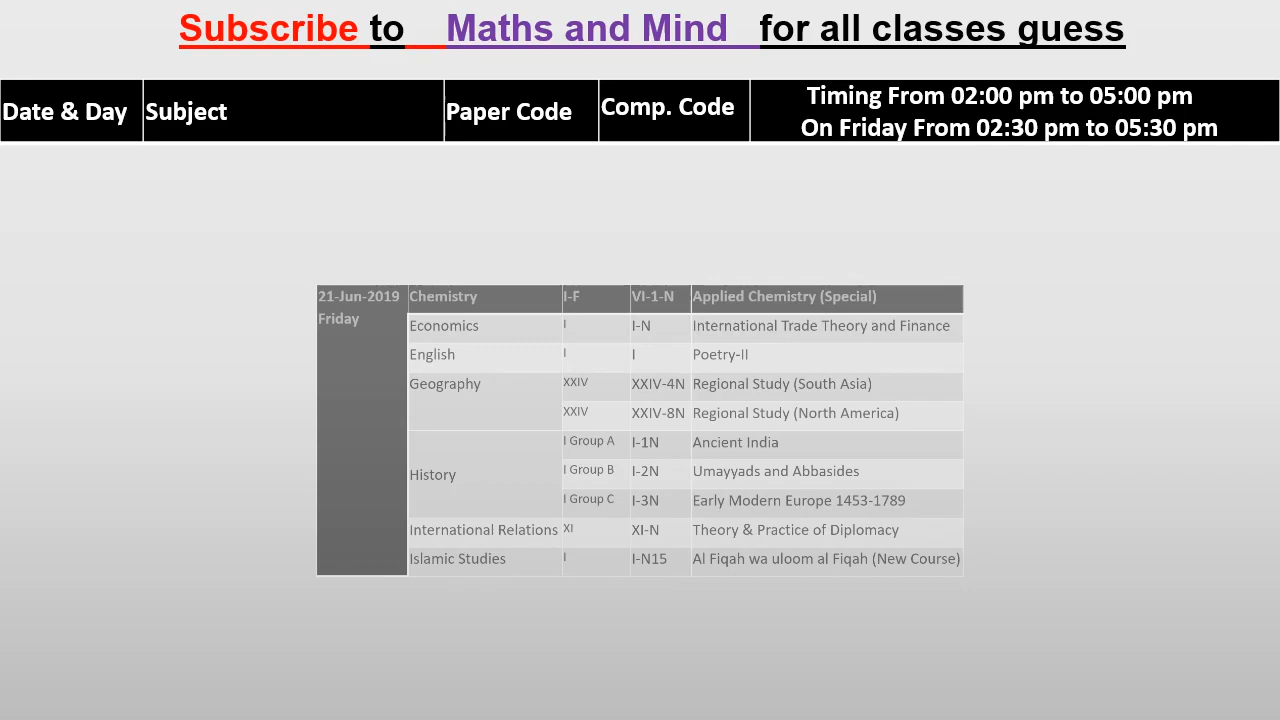 Subscribe to Maths and Mind for all classes guess
Date & Day Subject Paper Code Comp. Code Timing From 02:00 pm to 05:00 pm
On Friday From 02:30 pm to 05:30 pm
21-Jun-2019 Chemistry I-F VI-1-N Applied Chemistry (Special)
Friday
Economics I I-N International Trade Theory and Finance
English I I Poetry-II
Geography XXIV XXIV-4N Regional Study (South Asia)
XXIV XXIV-8N Regional Study (North America)
I Group A I-1N Ancient India
History I Group B I-2N Umayyads and Abbasides
I Group C I-3N Early Modern Europe 1453-1789
International Relations XI XI-N Theory & Practice of Diplomacy
Islamic Studies I I-N15 Al Fiqah wa uloom al Fiqah (New Course)